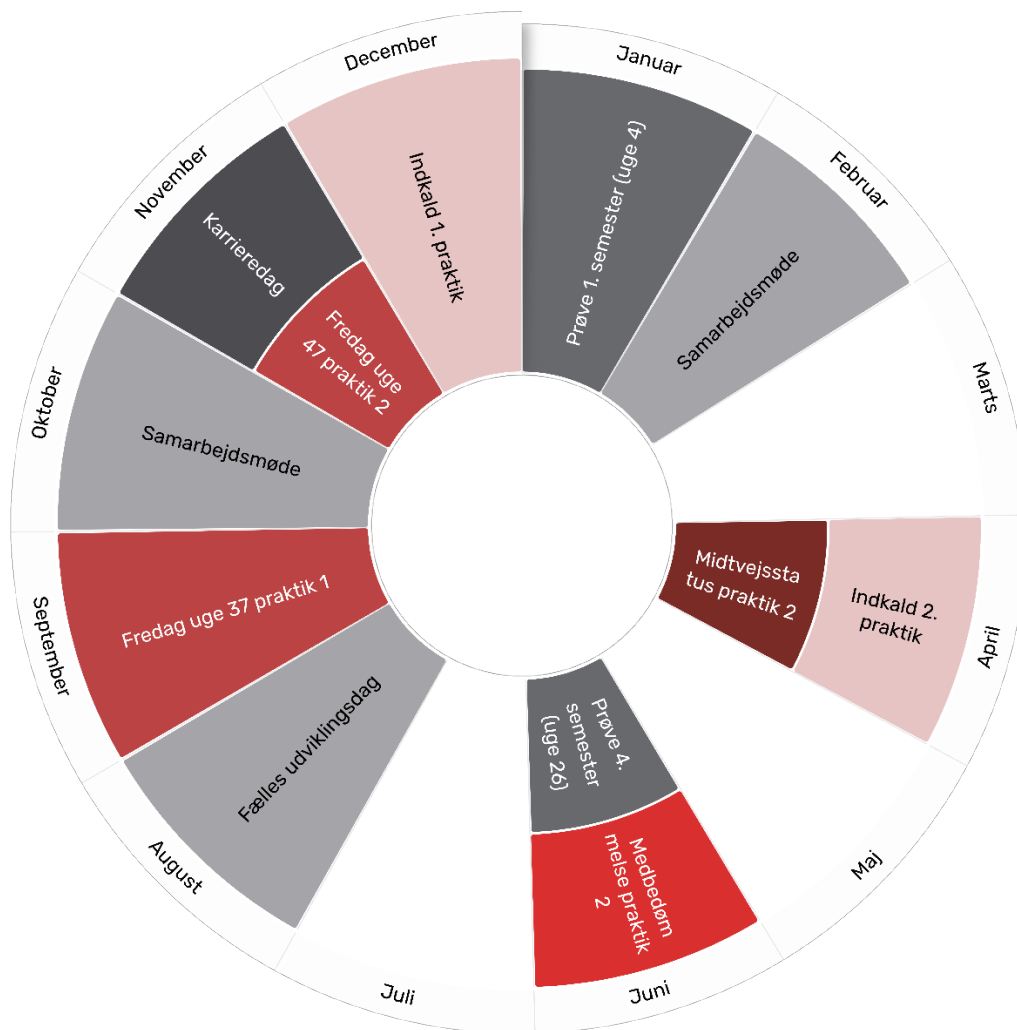 Januar
Prøve 1. semester (uge 4)
Februar
Samarbejdsmøde
Marts
April
Indkald 2.
praktik
Midtvejssta
tus praktik 2
Maj
Juni
Prøve 4.
semester
(uge 26)
Medbedøm
melse praktik
2
Juli
August
Fælles udviklingsdag
September
Fredag uge 37 praktik 1
Oktober
Samarbejdsmøde
November
Karrieredag
Fredag uge
47 praktik 2
December
Indkald 1. praktik